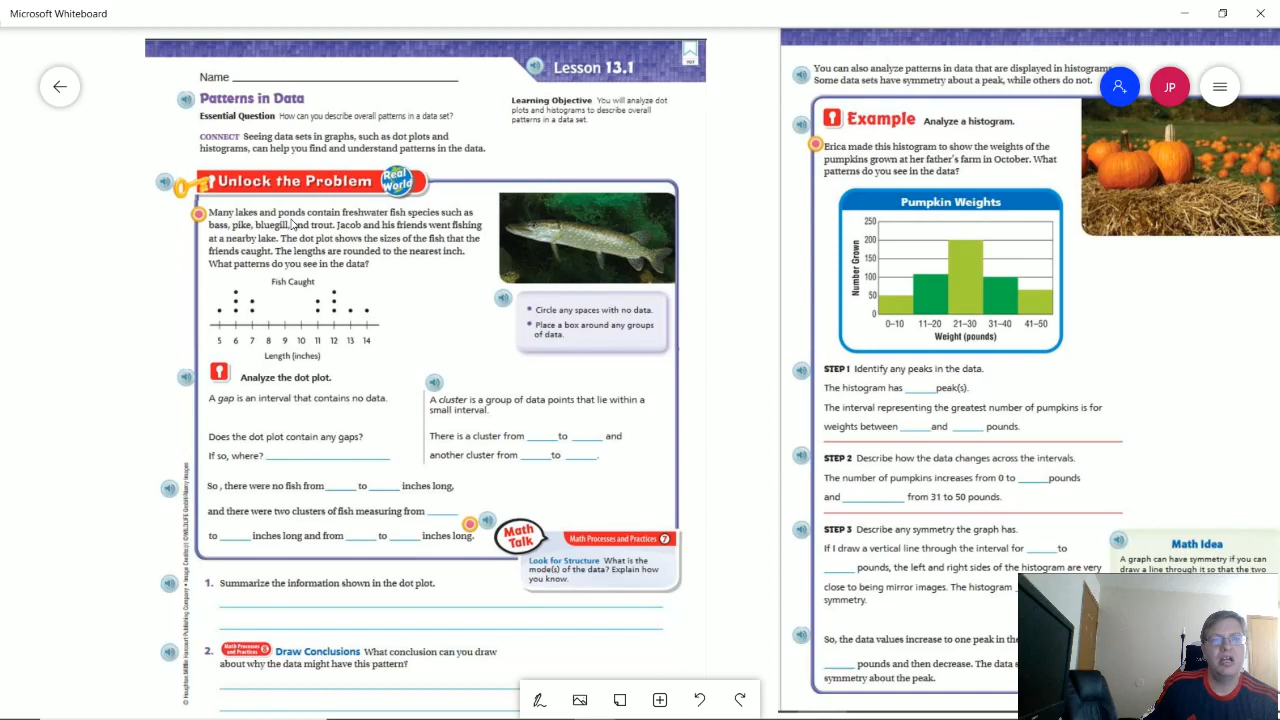 Microsoft Whiteboard
Lesson 13.1
Name
Patterns in Data
Essential Question How can you describe overall patterns in a data set?
Learning Objective You will analyze dot
plots and histograms to describe overall
patterns in a data set.
CONNECT Seeing data sets in graphs, such as dot plots and
histograms, can help you find and understand patterns in the data.
Unlock the Problem Real World
Many lakes and ponds contain freshwater fish species such as
bass, pike, bluegill, and trout. Jacob and his friends went fishing
at a nearby lake. The dot plot shows the sizes of the fish that the
friends caught. The lengths are rounded to the nearest inch.
What patterns do you see in the data?
Fish Caught
5 6 7 8 9 10 11 12 13 14
Length (inches)
• Circle any spaces with no data.
• Place a box around any groups
of data.
Analyze the dot plot.
A gap is an interval that contains no data.
Does the dot plot contain any gaps?
If so, where?
A cluster is a group of data points that lie within a
small interval.
There is a cluster from to and
another cluster from to .
So, there were no fish from to inches long,
and there were two clusters of fish measuring from
to inches long and from to inches long.
Math Talk
Math Processes and Practices 7
Look for Structure What is the
mode(s) of the data? Explain how
you know.
1. Summarize the information shown in the dot plot.
2. Math Processes and Practices Draw Conclusions What conclusion can you draw
about why the data might have this pattern?
© Houghton Mifflin Harcourt Publishing Company
You can also analyze patterns in data that are displayed in histograms
Some data sets have symmetry about a peak, while others do not.
JP
Example Analyze a histogram.
Erica made this histogram to show the weights of the
pumpkins grown at her father's farm in October. What
patterns do you see in the data?
Pumpkin Weights
Number Grown
250
200
150
100
50
0
0–10 11–20 21–30 31–40 41–50
Weight (pounds)
STEP 1 Identify any peaks in the data.
The histogram has peak(s).
The interval representing the greatest number of pumpkins is for
weights between and pounds.
STEP 2 Describe how the data changes across the intervals.
The number of pumpkins increases from 0 to pounds
and from 31 to 50 pounds.
STEP 3 Describe any symmetry the graph has.
If I draw a vertical line through the interval for to
pounds, the left and right sides of the histogram are very
close to being mirror images. The histogram
symmetry.
So, the data values increase to one peak in the
pounds and then decrease. The data
symmetry about the peak.
Math Idea
A graph can have symmetry if you can
draw a line through it so that the two